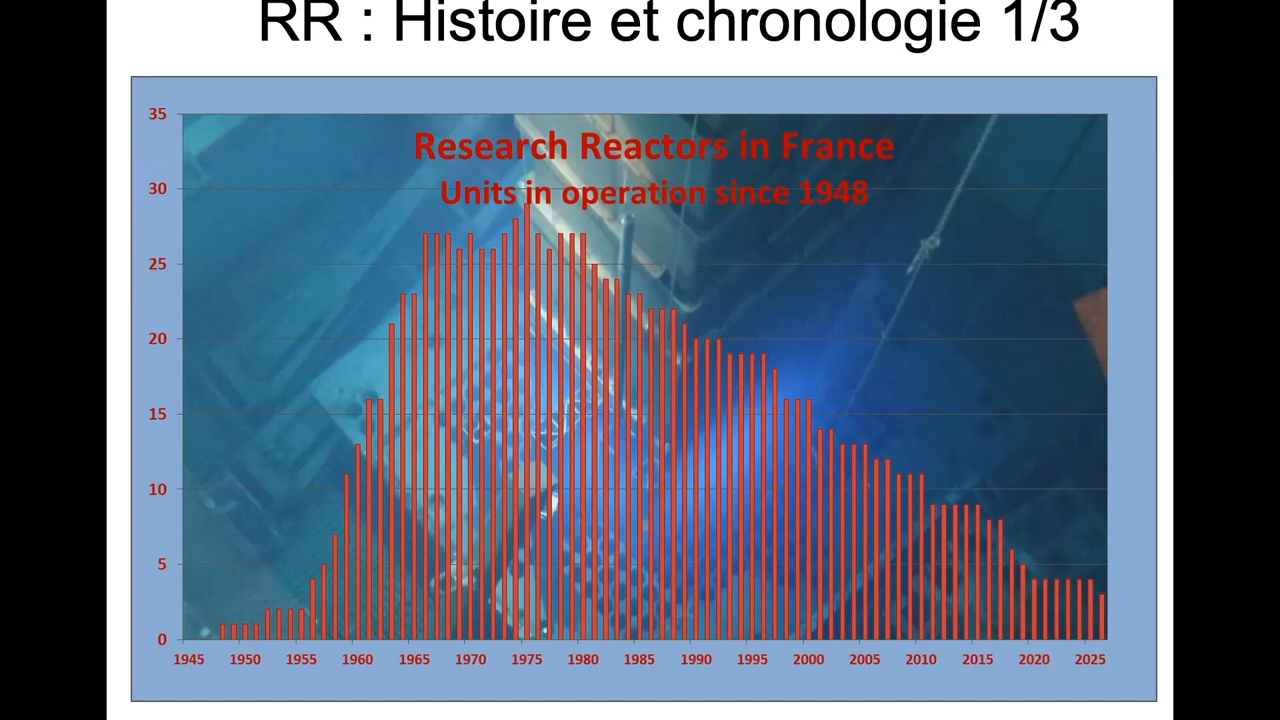 RR : Histoire et chronologie 1/3
35
Research Reactors in France
30
Units in operation since 1948
25
20
15
10
5
0
1945 1950 1955 1960 1965 1970 1975 1980 1985 1990 1995 2000 2005 2010 2015 2020 2025